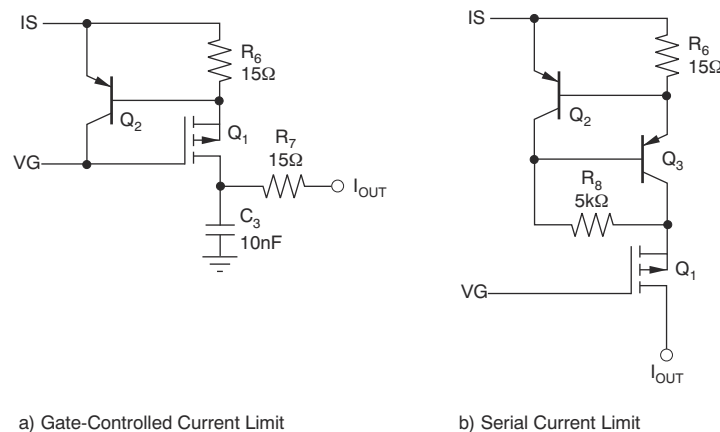 IS
R6
15Ω
Q2
Q1
VG
R7
15Ω
IOUT
C3
10nF
a) Gate-Controlled Current Limit
IS
R6
15Ω
Q2
Q3
R8
5kΩ
Q1
VG
IOUT
b) Serial Current Limit